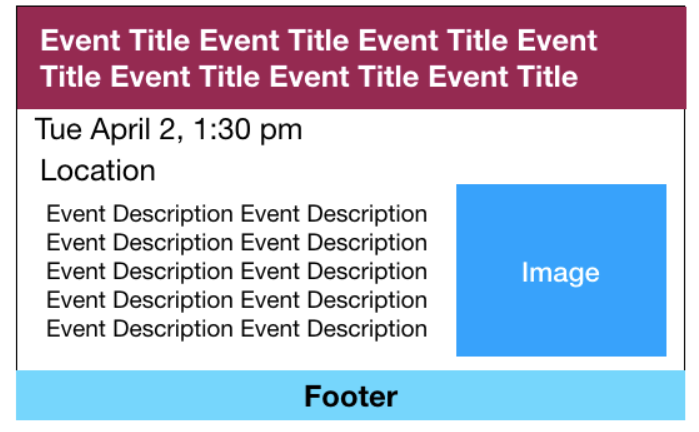 Event Title Event Title Event Title Event
Title Event Title Event Title Event Title
Tue April 2, 1:30 pm
Location
Event Description Event Description
Event Description Event Description
Event Description Event Description
Event Description Event Description
Event Description Event Description
Image
Footer